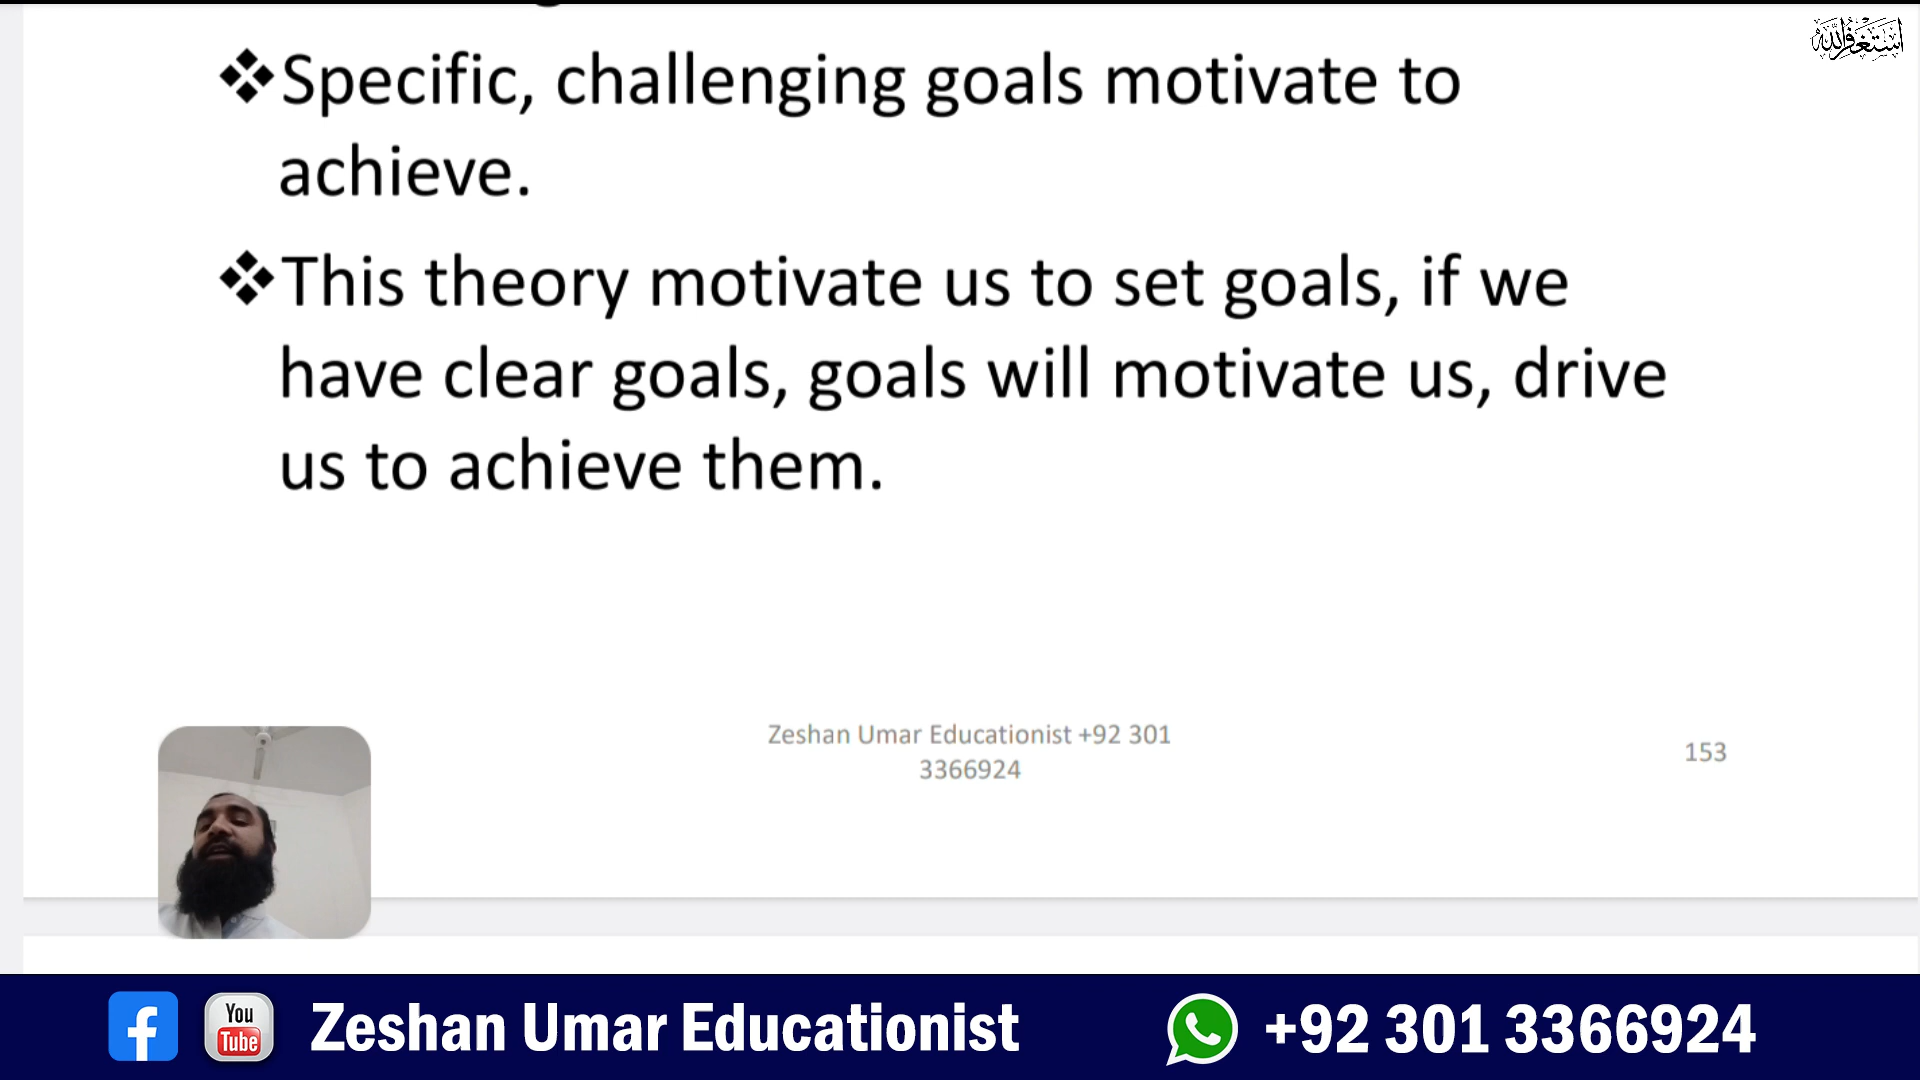 استغفرالله
❖Specific, challenging goals motivate to
achieve.
❖This theory motivate us to set goals, if we
have clear goals, goals will motivate us, drive
us to achieve them.
Zeshan Umar Educationist +92 301
3366924
153
f You Tube Zeshan Umar Educationist +92 301 3366924